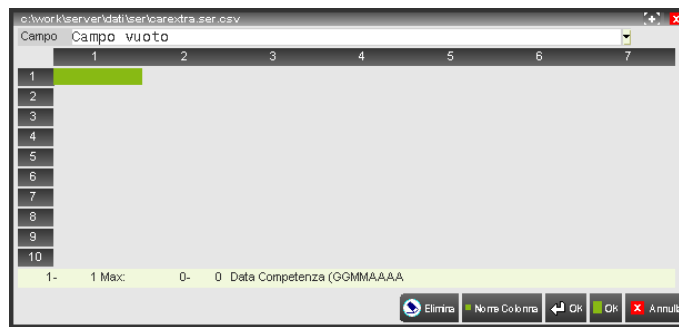 c:\work\server\dati\ser\carextra.ser.csv
Campo Campo vuoto
1 2 3 4 5 6 7
1
2
3
4
5
6
7
8
9
10
1- 1 Max: 0- 0 Data Competenza (GGMMAAAA
Elimina Nome Colonna OK OK Annulla